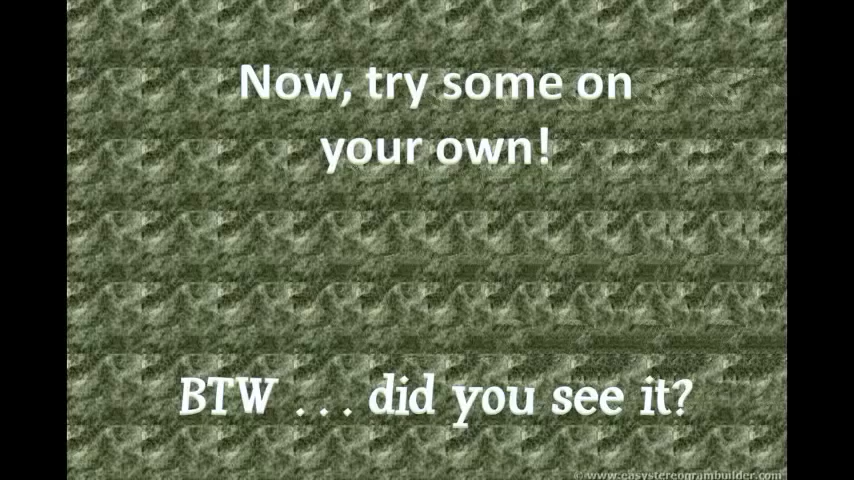 Now, try some on
your own!
BTW . . . did you see it?
© www.easystereogrambuilder.com